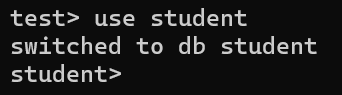 test> use student
switched to db student
student>